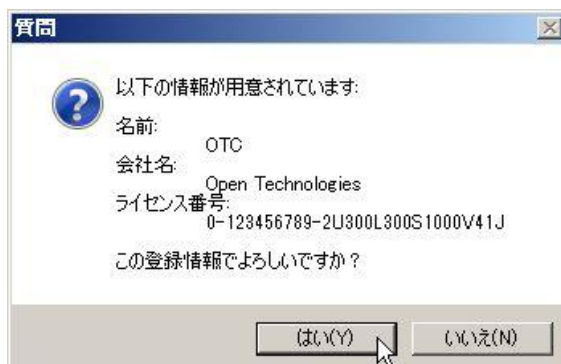 質問
以下の情報が用意されています:
名前:
OTC
会社名:
Open Technologies
ライセンス番号:
0-123456789-2U300L300S1000V41J
この登録情報でよろしいですか？
はい(Y)
いいえ(N)